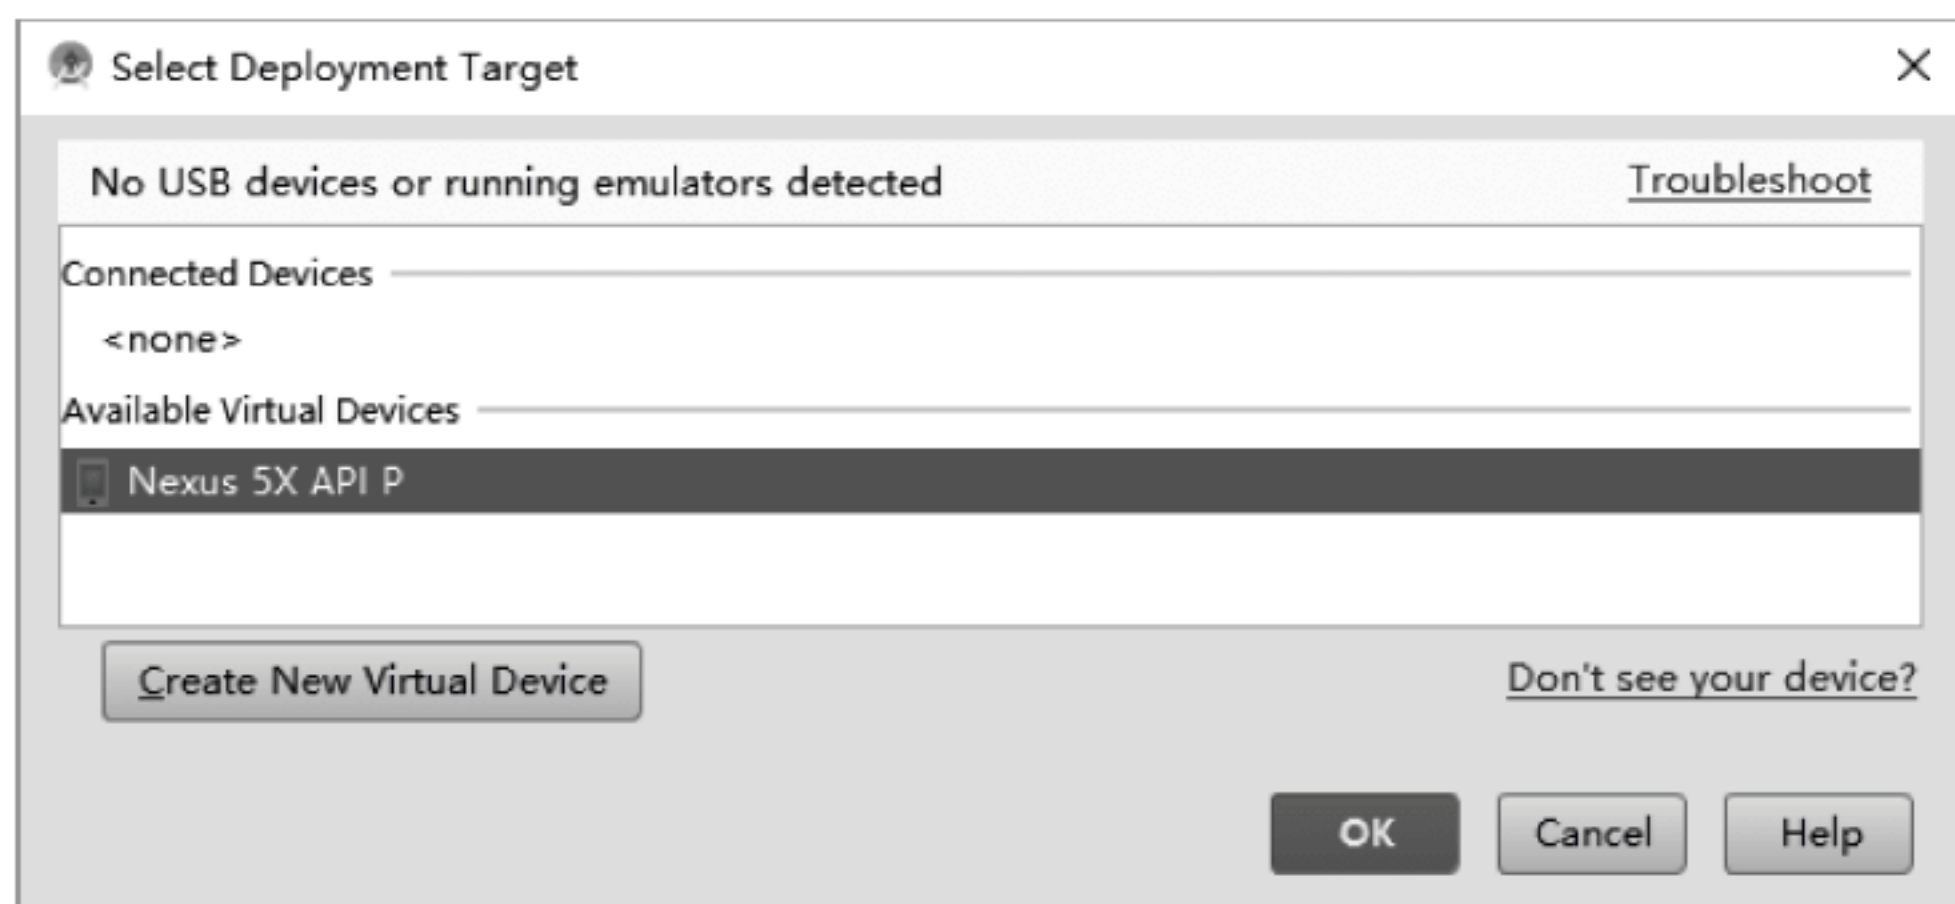 Select Deployment Target
No USB devices or running emulators detected Troubleshoot
Connected Devices
<none>
Available Virtual Devices
Nexus 5X API P
Create New Virtual Device Don't see your device?
OK Cancel Help